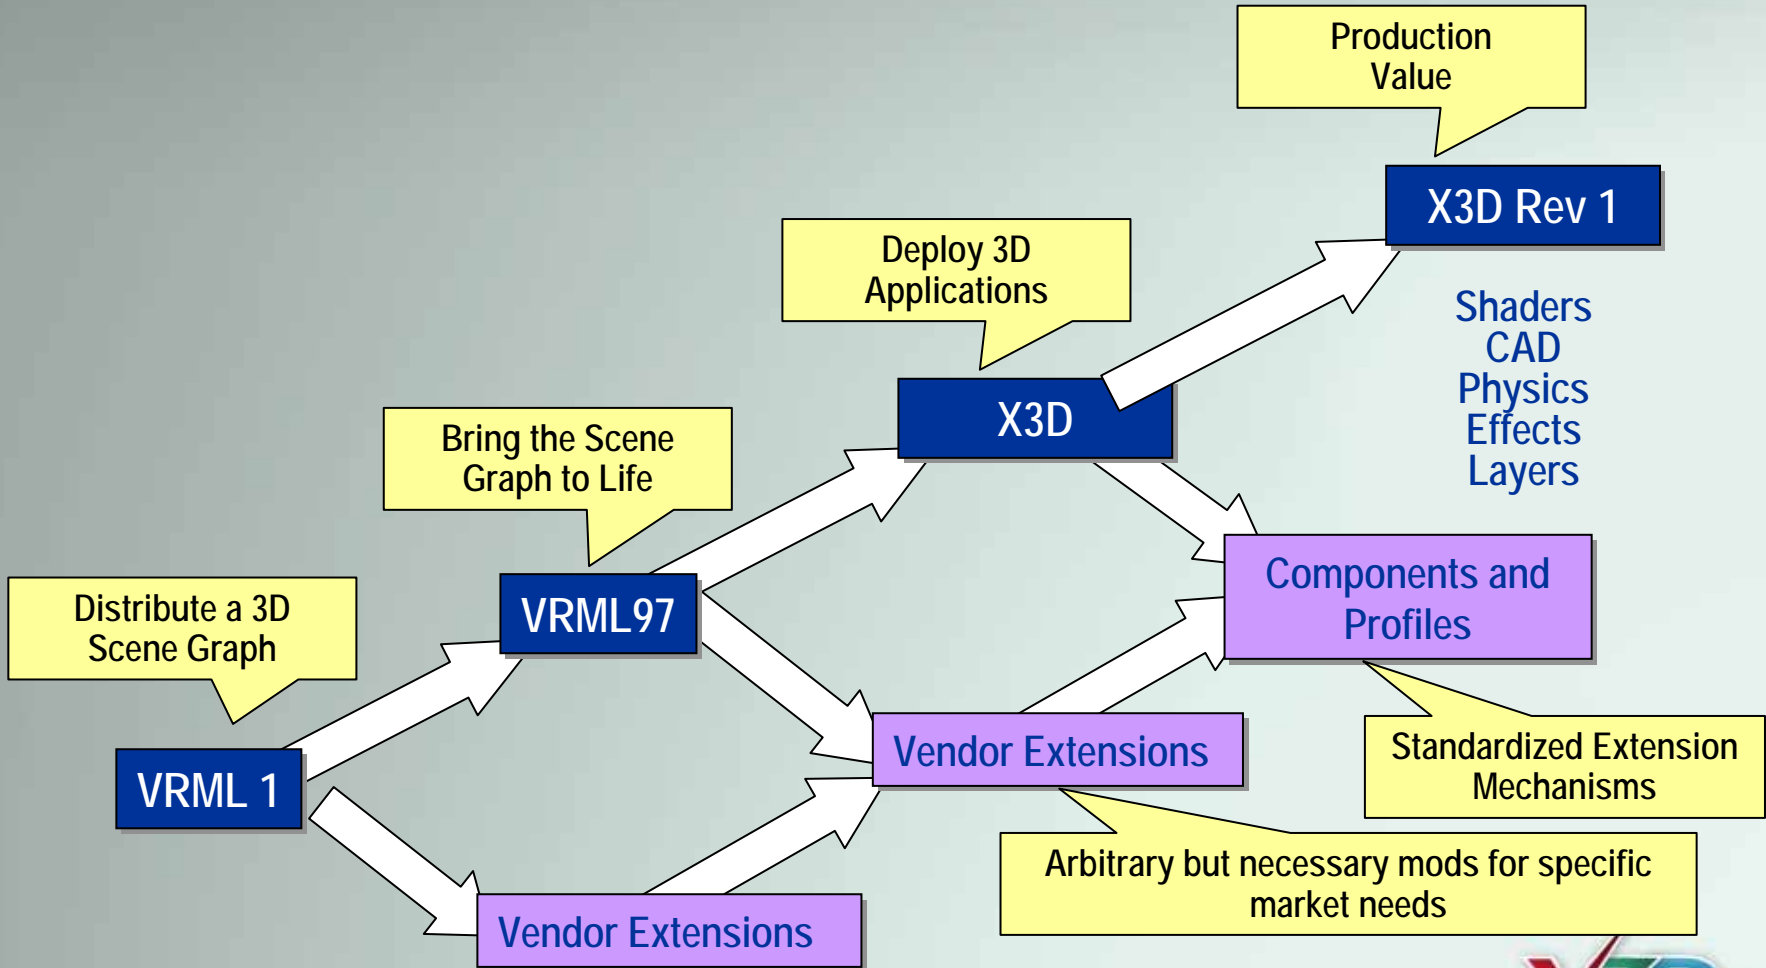 Production
Value
X3D Rev 1
Deploy 3D
Applications
Shaders
CAD
Physics
Effects
Layers
X3D
Bring the Scene
Graph to Life
Components and
Profiles
VRML97
Distribute a 3D
Scene Graph
Vendor Extensions
Standardized Extension
Mechanisms
VRML 1
Arbitrary but necessary mods for specific
market needs
Vendor Extensions